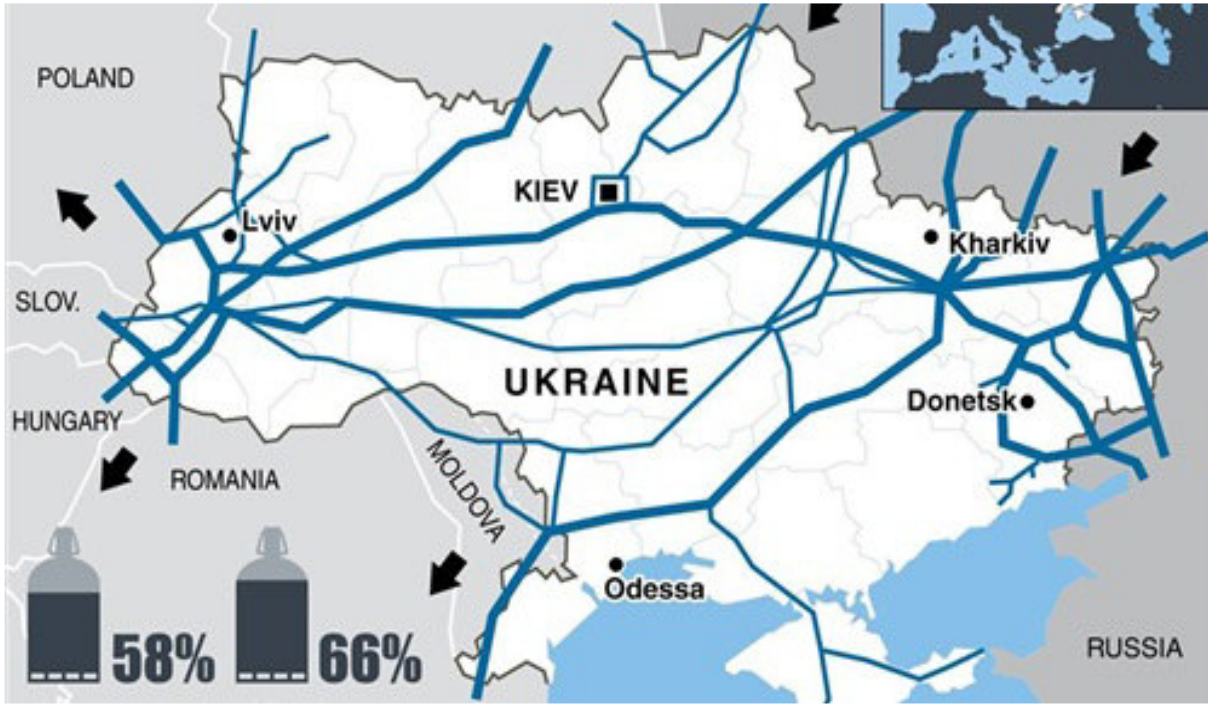 POLAND
KIEV
Lviv
Kharkiv
SLOV.
UKRAINE
Donetsk
HUNGARY
ROMANIA
MOLDOVA
Odessa
58%
66%
RUSSIA